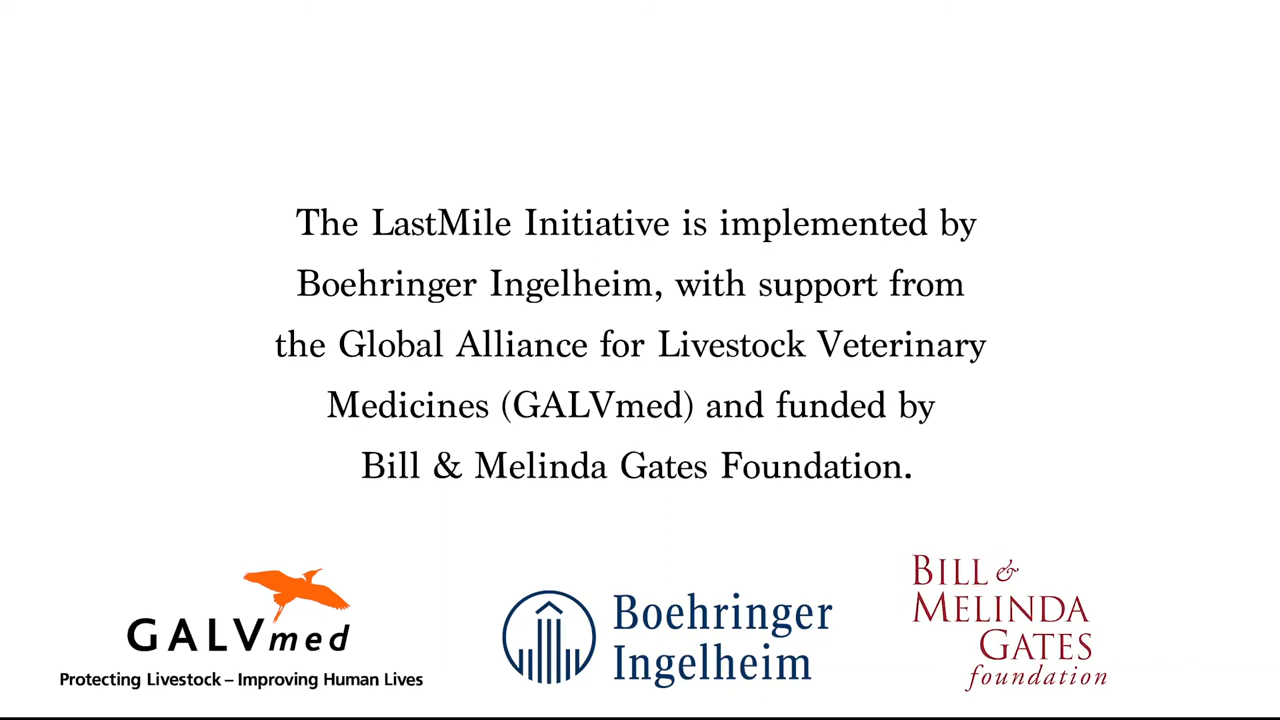 The LastMile Initiative is implemented by
Boehringer Ingelheim, with support from
the Global Alliance for Livestock Veterinary
Medicines (GALVmed) and funded by
Bill & Melinda Gates Foundation.
GALVmed
Protecting Livestock – Improving Human Lives
Boehringer
Ingelheim
BILL &
MELINDA
GATES
foundation